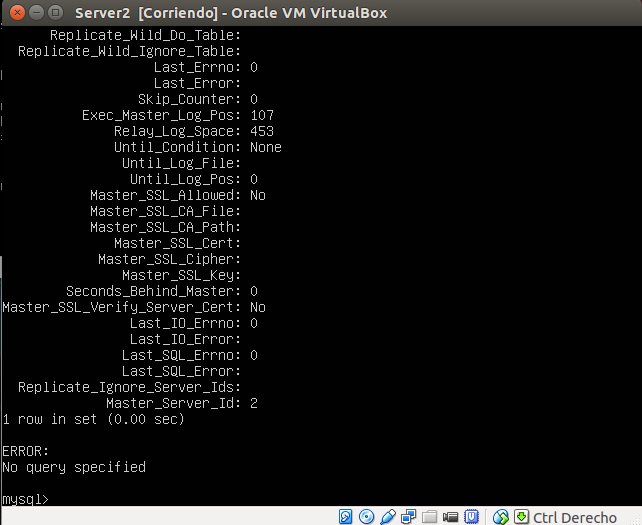 Server2 [Corriendo] - Oracle VM VirtualBox
Replicate_Wild_Do_Table:
Replicate_Wild_Ignore_Table:
Last_Errno: 0
Last_Error:
Skip_Counter: 0
Exec_Master_Log_Pos: 107
Relay_Log_Space: 453
Until_Condition: None
Until_Log_File:
Until_Log_Pos: 0
Master_SSL_Allowed: No
Master_SSL_CA_File:
Master_SSL_CA_Path:
Master_SSL_Cert:
Master_SSL_Cipher:
Master_SSL_Key:
Seconds_Behind_Master: 0
Master_SSL_Verify_Server_Cert: No
Last_IO_Errno: 0
Last_IO_Error:
Last_SQL_Errno: 0
Last_SQL_Error:
Replicate_Ignore_Server_Ids:
Master_Server_Id: 2
1 row in set (0.00 sec)
ERROR:
No query specified
mysql>
Ctrl Derecho